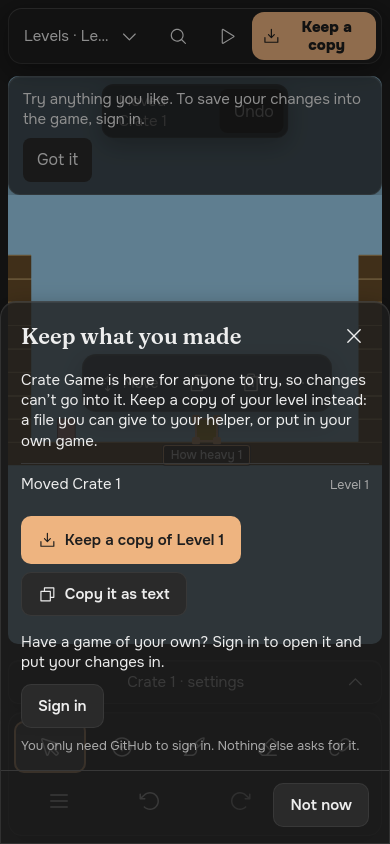 Levels · Le...
Keep a
copy
Try anything you like. To save your changes into
the game, sign in.
Crate 1
Undo
Got it
Keep what you made
Crate Game is here for anyone to try, so changes
can't go into it. Keep a copy of your level instead:
a file you can give to your helper, or put in your
own game.
How heavy 1
Moved Crate 1
Level 1
Keep a copy of Level 1
Copy it as text
Have a game of your own? Sign in to open it and
put your changes in.
Crate 1 · settings
Sign in
You only need GitHub to sign in. Nothing else asks for it.
Not now